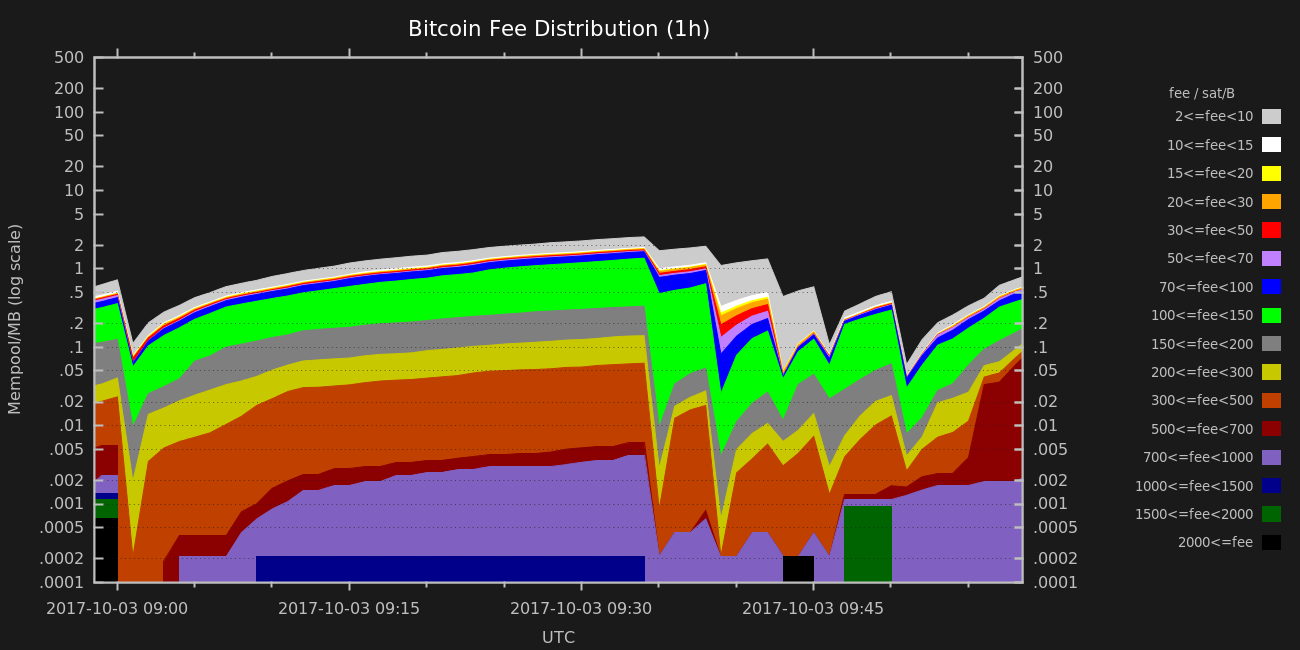 Bitcoin Fee Distribution (1h)
Mempool/MB (log scale)
500
200
100
50
20
10
5
2
1
.5
.2
.1
.05
.02
.01
.005
.002
.001
.0005
.0002
.0001
500
200
100
50
20
10
5
2
1
.5
.2
.1
.05
.02
.01
.005
.002
.001
.0005
.0002
.0001
2017-10-03 09:00 2017-10-03 09:15 2017-10-03 09:30 2017-10-03 09:45
UTC
fee / sat/B
2<=fee<10
10<=fee<15
15<=fee<20
20<=fee<30
30<=fee<50
50<=fee<70
70<=fee<100
100<=fee<150
150<=fee<200
200<=fee<300
300<=fee<500
500<=fee<700
700<=fee<1000
1000<=fee<1500
1500<=fee<2000
2000<=fee